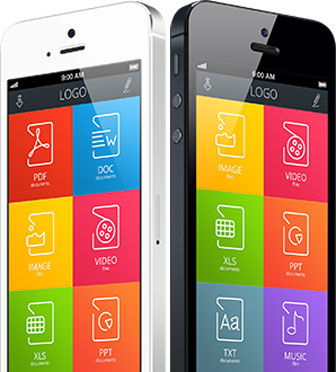 9:00 AM
LOGO
PDF
documents
DOC
documents
IMAGE
files
VIDEO
files
XLS
documents
PPT
documents
9:00 AM
LOGO
IMAGE
files
VIDEO
files
XLS
documents
PPT
documents
Aa
TXT
documents
MUSIC
files